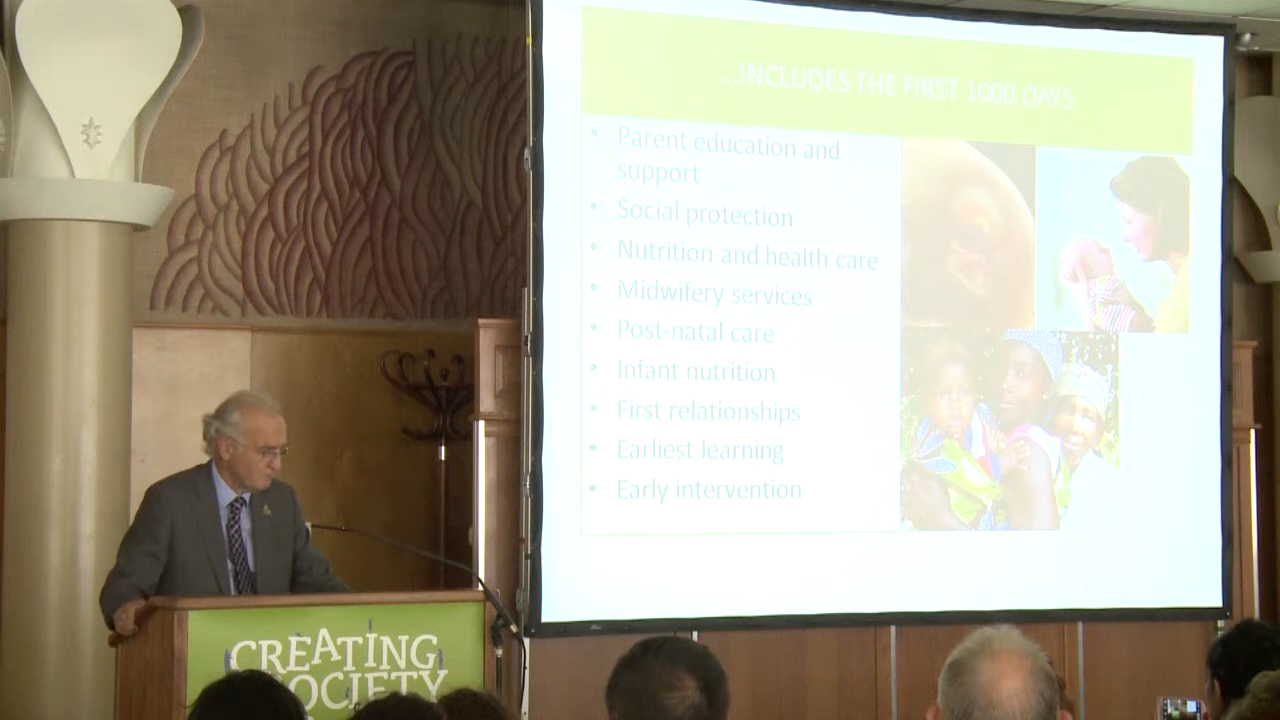 ...INCLUDES THE FIRST 1000 DAYS
• Parent education and
support
• Social protection
• Nutrition and health care
• Midwifery services
• Post-natal care
• Infant nutrition
• First relationships
• Earliest learning
• Early intervention
CREATING
SOCIETY